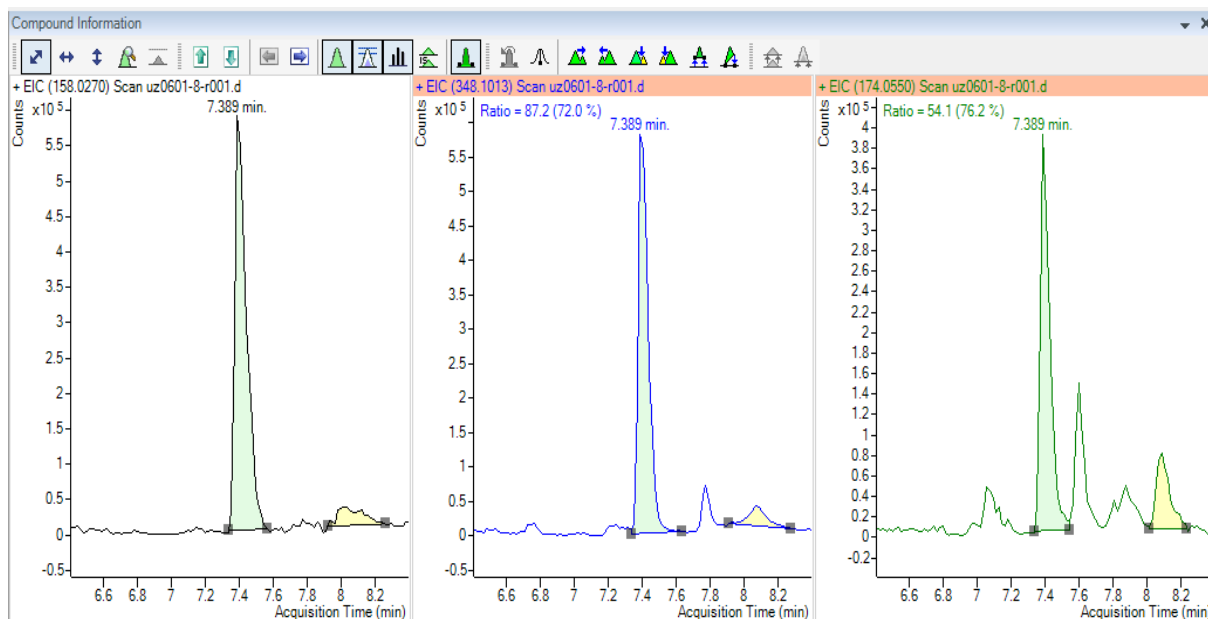 Compound Information
IS
+ EIC (158.0270) Scan uz0601-8-r001.d
Counts
x10 5
7.389 min.
5.5
5
4.5
4
3.5
3
2.5
2
1.5
1
0.5
0
-0.5
6.6 6.8 7 7.2 7.4 7.6 7.8 8 8.2
Acquisition Time (min)
+ EIC (348.1013) Scan uz0601-8-r001.d
Counts
x10 5
Ratio = 87.2 (72.0 %)
7.389 min.
5.5
5
4.5
4
3.5
3
2.5
2
1.5
1
0.5
0
-0.5
6.6 6.8 7 7.2 7.4 7.6 7.8 8 8.2
Acquisition Time (min)
+ EIC (174.0550) Scan uz0601-8-r001.d
Counts
x10 5
Ratio = 54.1 (76.2 %)
7.389 min.
4
3.8
3.6
3.4
3.2
3
2.8
2.6
2.4
2.2
2
1.8
1.6
1.4
1.2
1
0.8
0.6
0.4
0.2
0
-0.2
6.6 6.8 7 7.2 7.4 7.6 7.8 8 8.2
Acquisition Time (min)